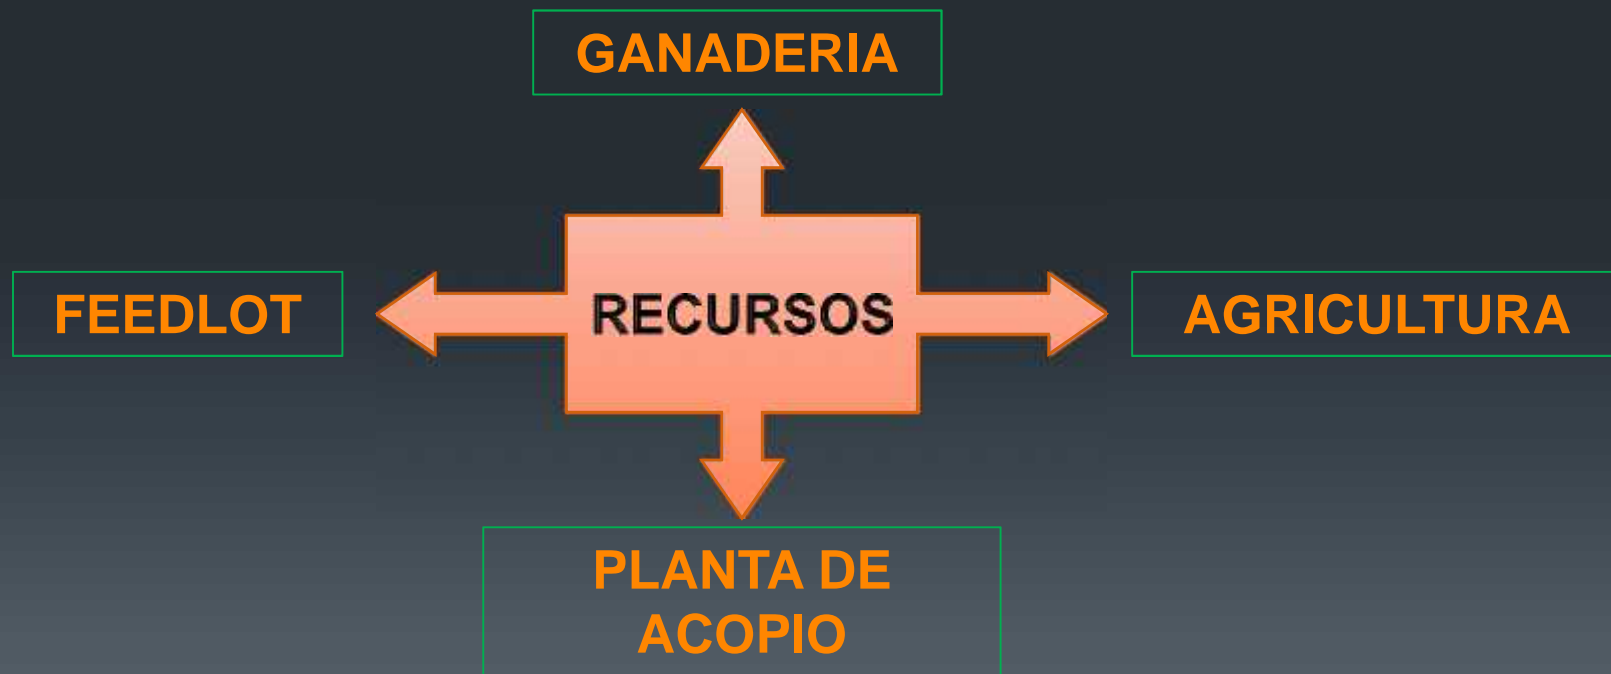 GANADERIA
FEEDLOT
RECURSOS
AGRICULTURA
PLANTA DE
ACOPIO